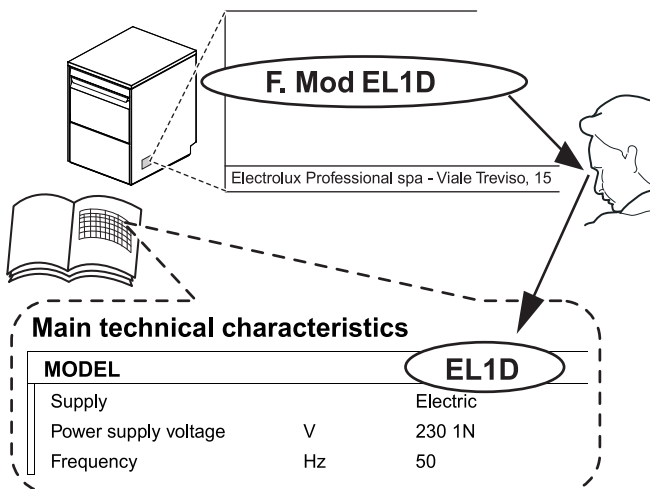 F. Mod EL1D
Electrolux Professional spa - Viale Treviso, 15
Main technical characteristics
MODEL EL1D
Supply Electric
Power supply voltage V 230 1N
Frequency Hz 50